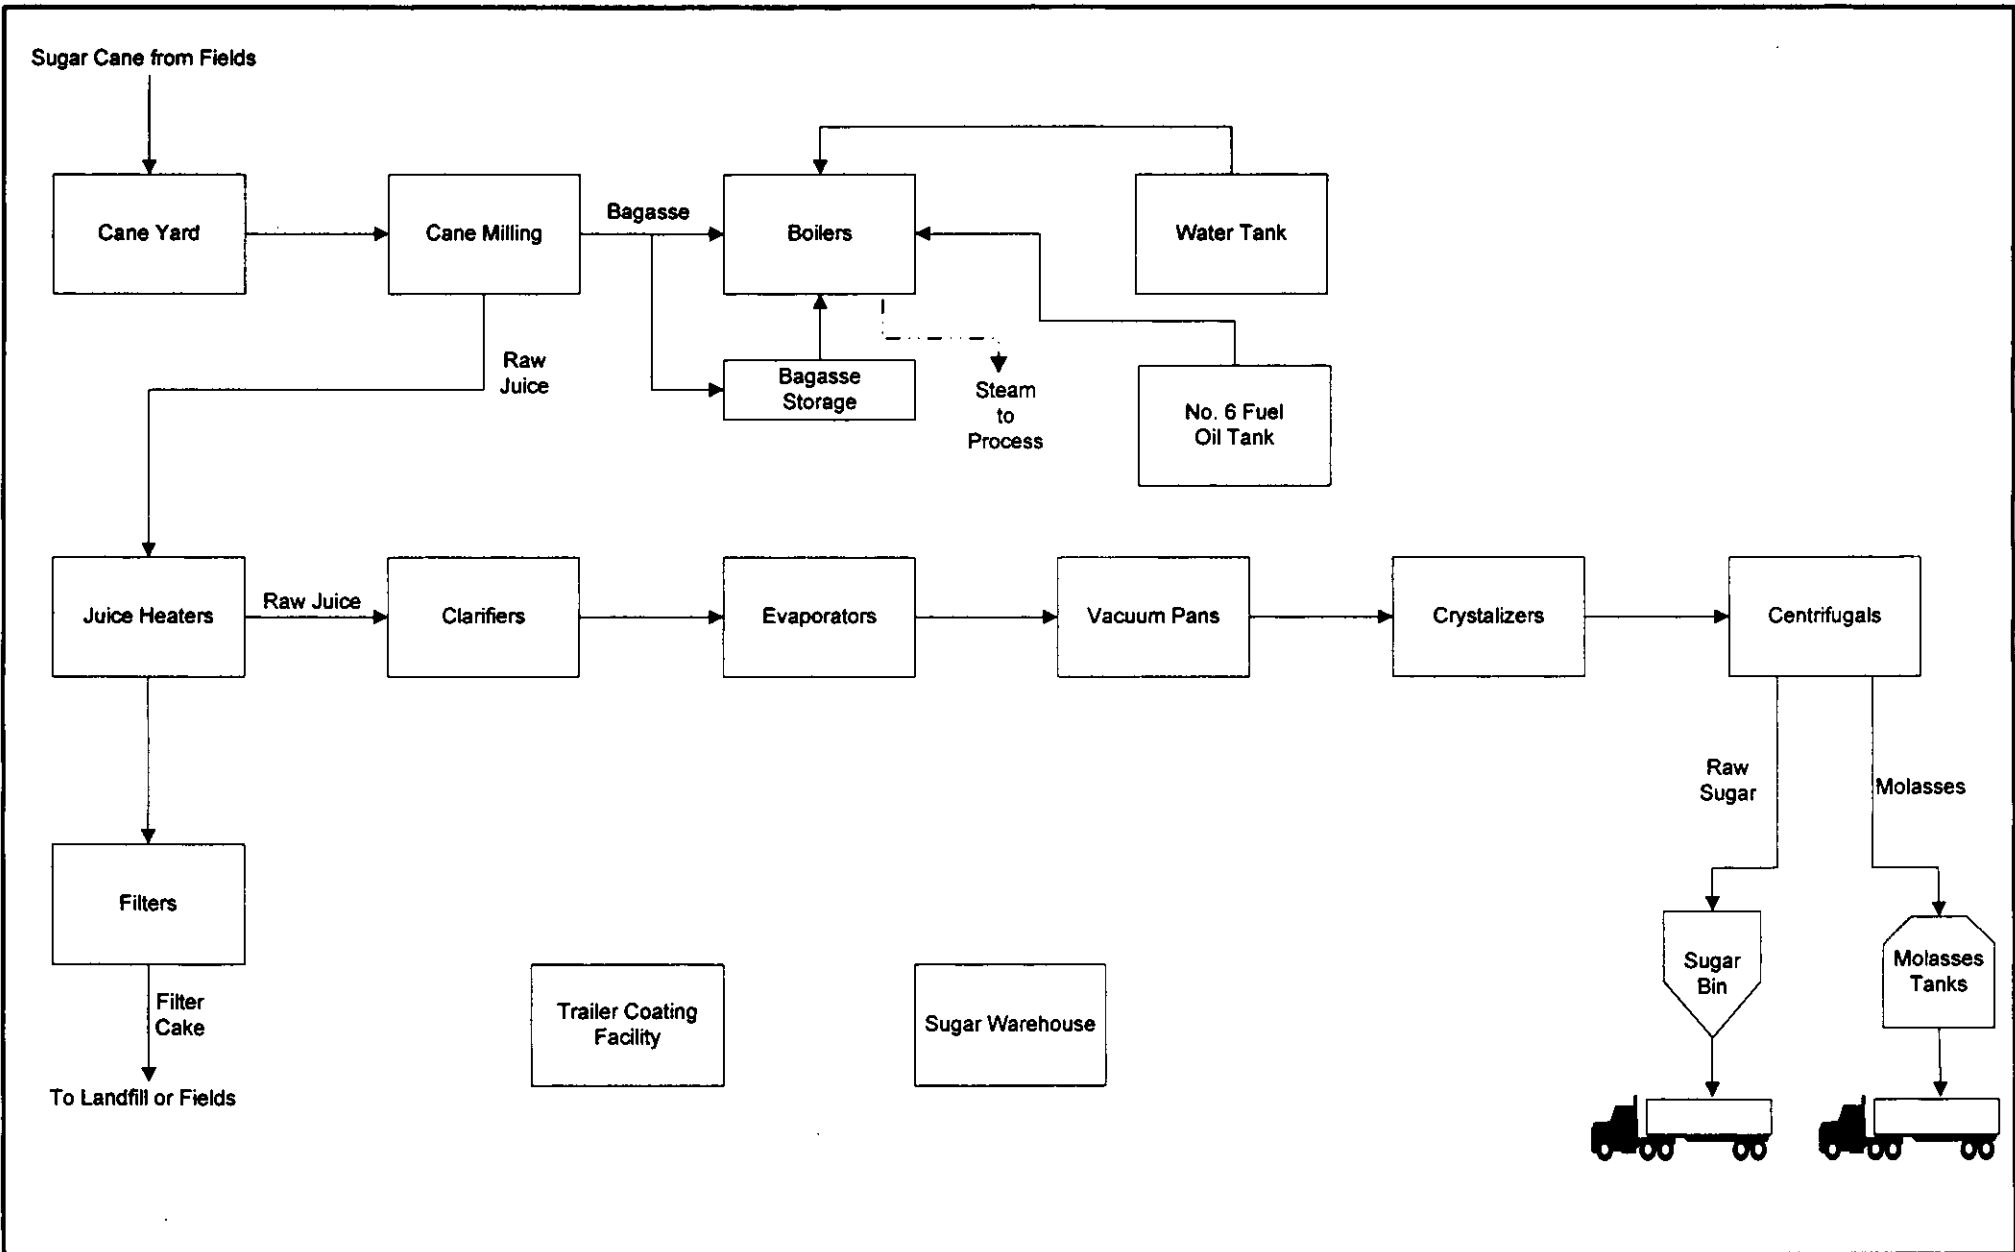 Sugar Cane from Fields
Cane Yard
Cane Milling
Bagasse
Boilers
Water Tank
Raw
Juice
Bagasse
Storage
Steam
to
Process
No. 6 Fuel
Oil Tank
Juice Heaters
Raw Juice
Clarifiers
Evaporators
Vacuum Pans
Crystalizers
Centrifugals
Raw
Sugar
Molasses
Filters
Sugar
Bin
Molasses
Tanks
Filter
Cake
Trailer Coating
Facility
Sugar Warehouse
To Landfill or Fields